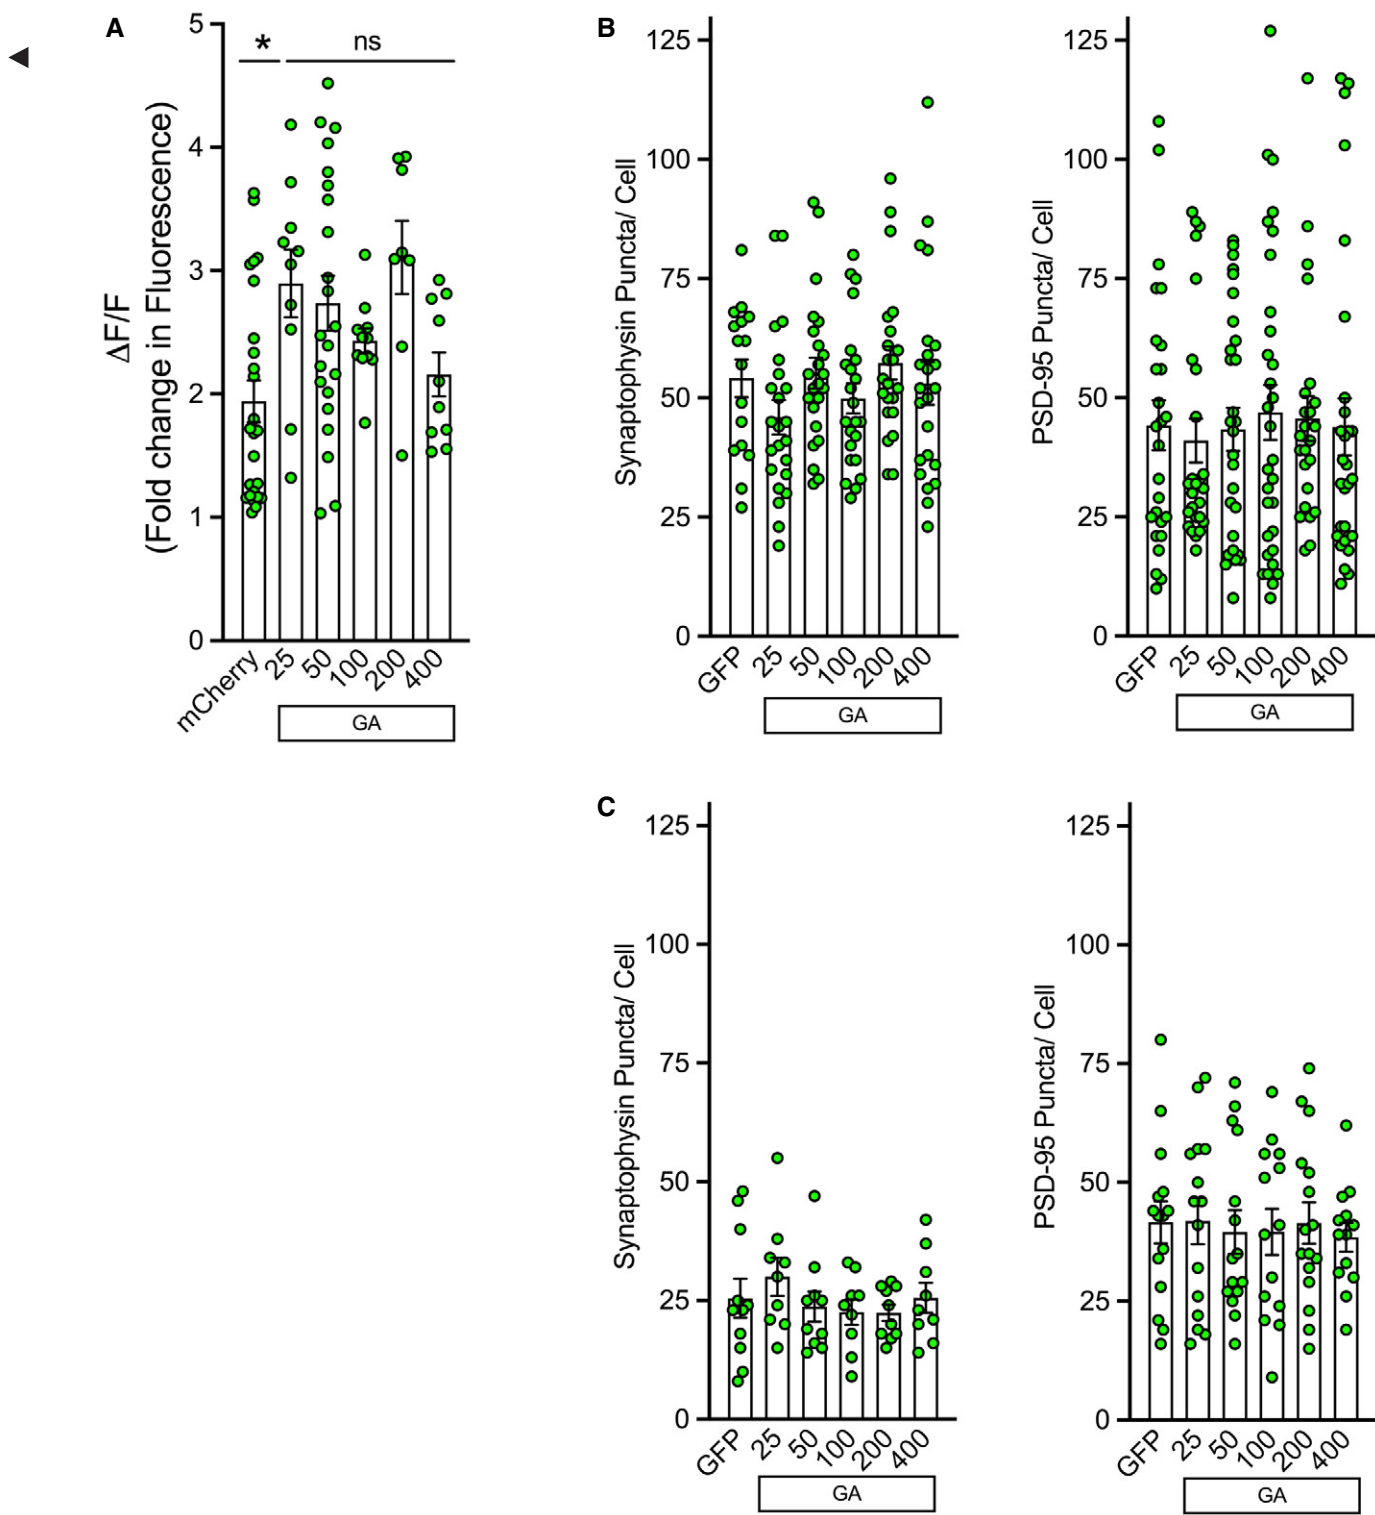 A
5
4
3
2
1
0
*
ns
ΔF/F
(Fold change in Fluorescence)
mCherry
25
50
100
200
400
GA
B
125
100
75
50
25
0
Synaptophysin Puncta/ Cell
GFP
25
50
100
200
400
GA
125
100
75
50
25
0
PSD-95 Puncta/ Cell
GFP
25
50
100
200
400
GA
C
125
100
75
50
25
0
Synaptophysin Puncta/ Cell
GFP
25
50
100
200
400
GA
125
100
75
50
25
0
PSD-95 Puncta/ Cell
GFP
25
50
100
200
400
GA